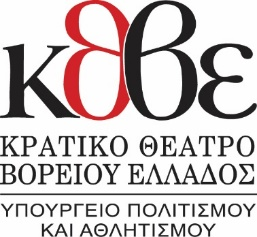 κθβε
ΚΡΑΤΙΚΟ ΘΕΑΤΡΟ
ΒΟΡΕΙΟΥ ΕΛΛΑΔΟΣ
ΥΠΟΥΡΓΕΙΟ ΠΟΛΙΤΙΣΜΟΥ
ΚΑΙ ΑΘΛΗΤΙΣΜΟΥ